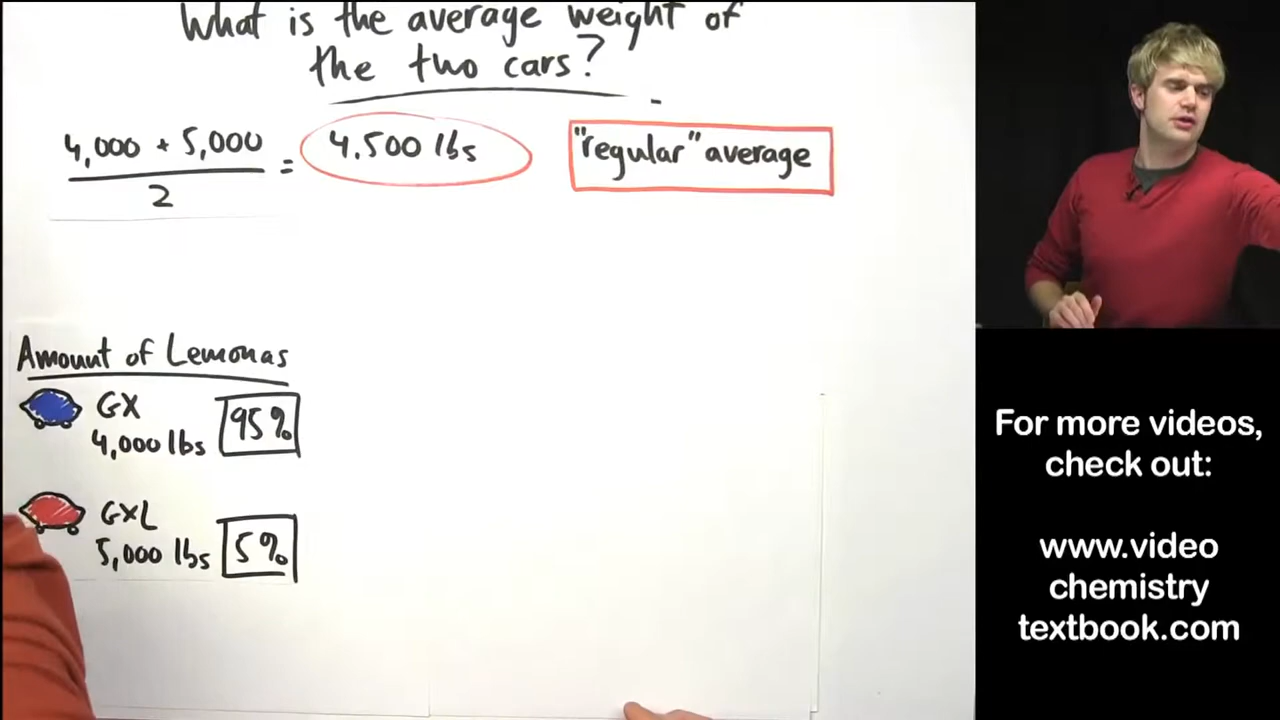 What is the average weight of
the two cars?
4,000 + 5,000
2
=
4.500 lbs
"regular" average
Amount of Lemonas
GX
4,000 lbs
95%
GXL
5,000 lbs
5%
For more videos,
check out:
www.video
chemistry
textbook.com